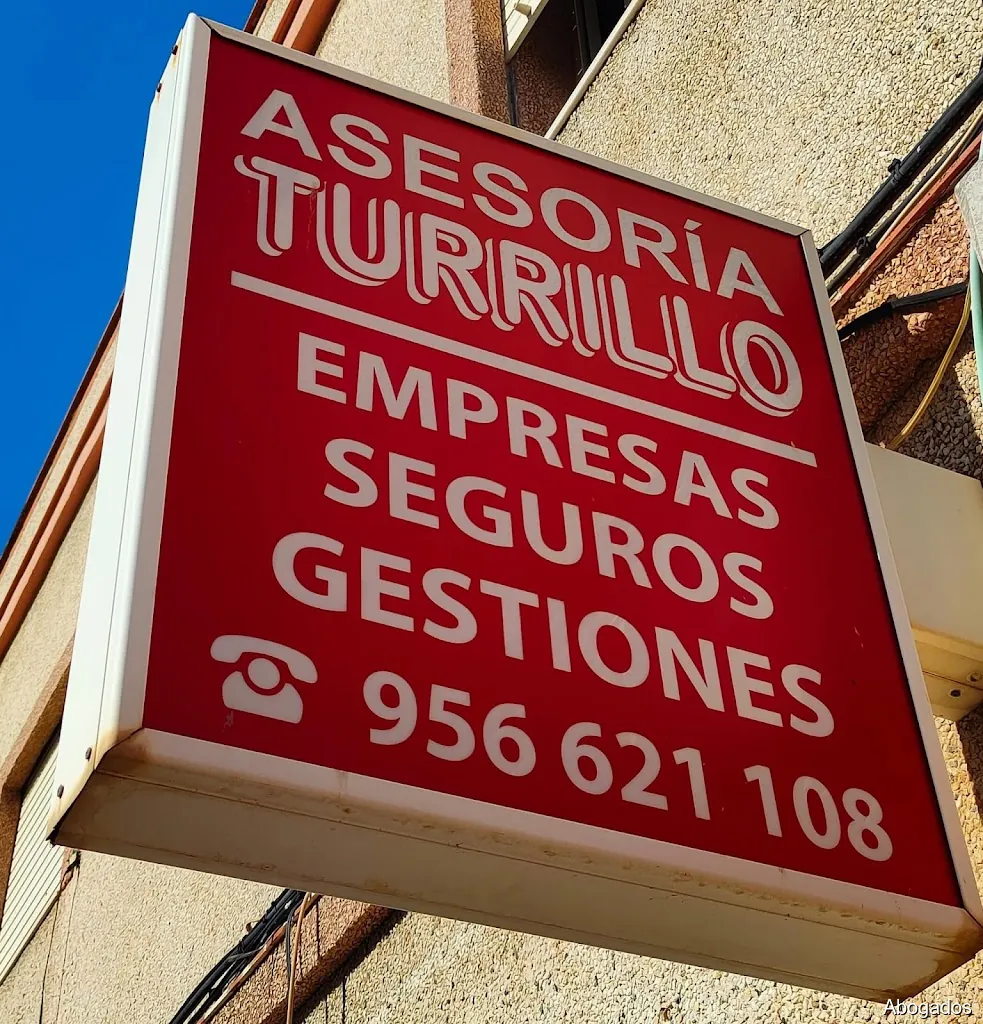 ASESORÍA
TURRILLO
EMPRESAS
SEGUROS
GESTIONES
☎ 956 621 108
Abogados